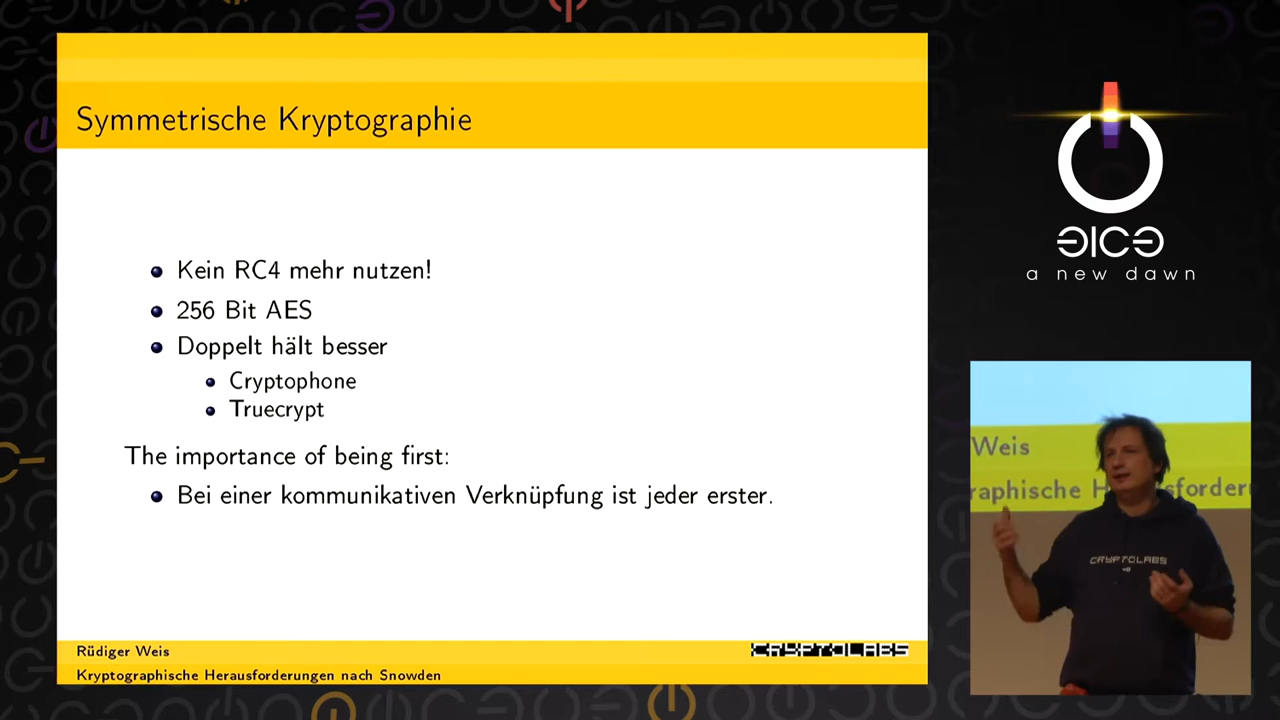 Symmetrische Kryptographie
Kein RC4 mehr nutzen!
256 Bit AES
Doppelt hält besser
Cryptophone
Truecrypt
The importance of being first:
Bei einer kommunikativen Verknüpfung ist jeder erster.
Rüdiger Weis
CRYPTOLABS
Kryptographische Herausforderungen nach Snowden
a new dawn
Weis
raphische H usforder
CRYPTOLABS